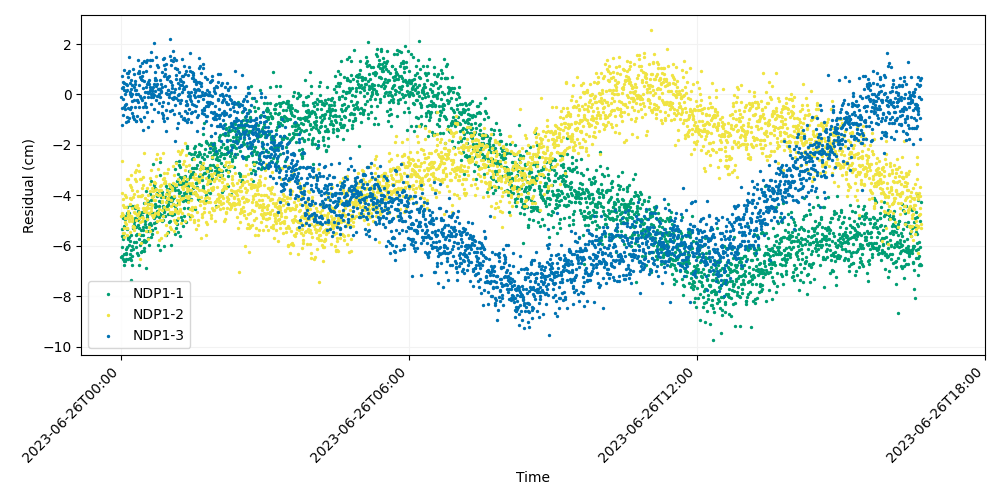 2
0
−2
−4
−6
−8
−10
Residual (cm)
NDP1-1
NDP1-2
NDP1-3
2023-06-26T00:00
2023-06-26T06:00
2023-06-26T12:00
2023-06-26T18:00
Time